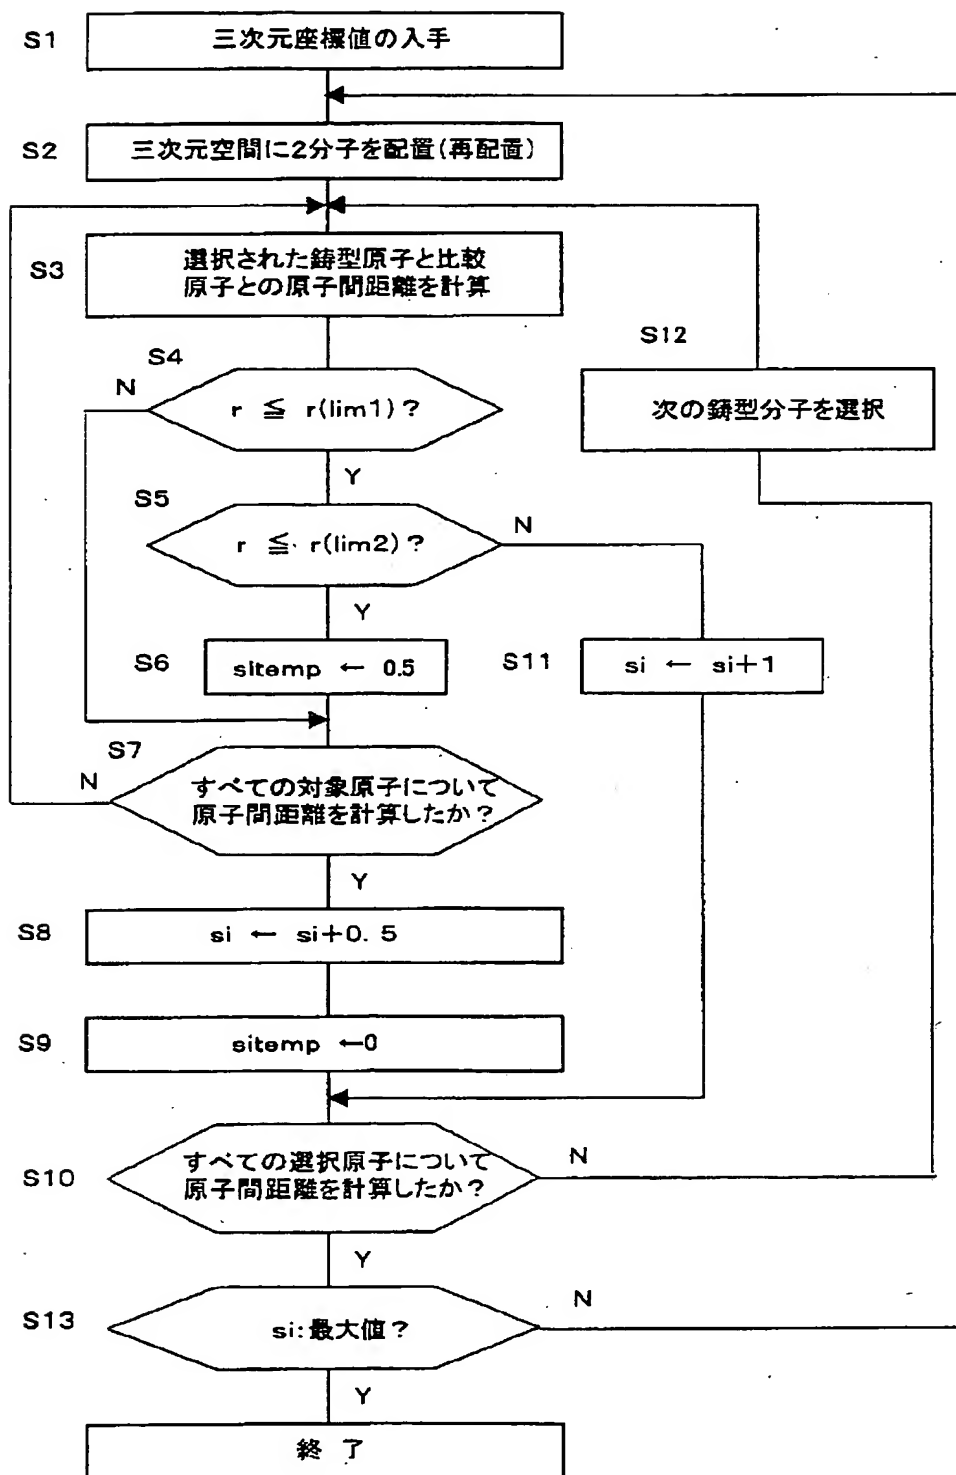 S1
三次元座標値の入手
S2
三次元空間に2分子を配置(再配置)
S3
選択された鋳型原子と比較
原子との原子間距離を計算
S12
次の鋳型分子を選択
S4
N
r ≦ r(lim1)?
Y
S5
N
r ≦ r(lim2)?
Y
S6
sitemp ← 0.5
S11
si ← si+1
S7
N
すべての対象原子について
原子間距離を計算したか?
Y
S8
si ← si+0.5
S9
sitemp ←0
S10
すべての選択原子について
原子間距離を計算したか?
N
Y
S13
si:最大値?
N
Y
終 了